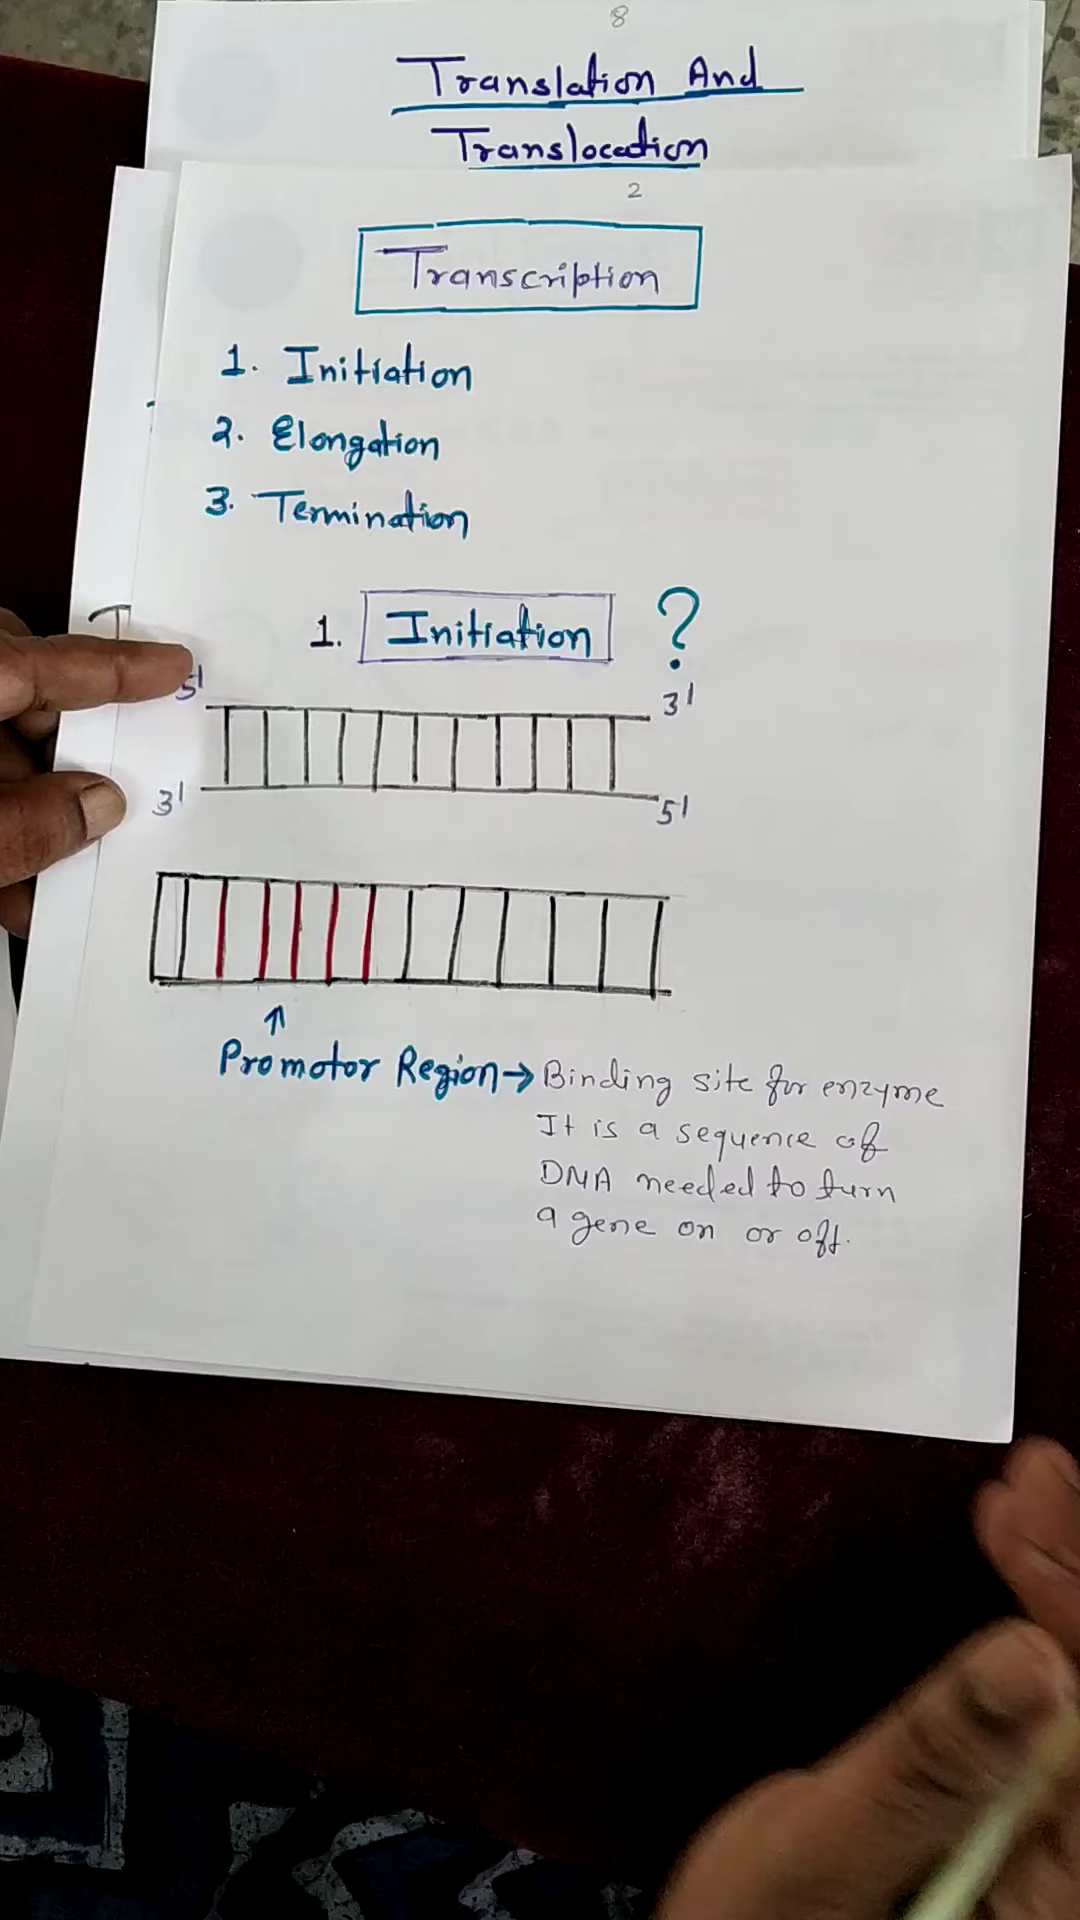 8
Translation And
Translocation
2
Transcription
1. Initiation
2. Elongation
3. Termination
1. Initiation ?
5' 3'
3' 5'
↑
Promotor Region → Binding site for enzyme
It is a sequence of
DNA needed to turn
a gene on or off.